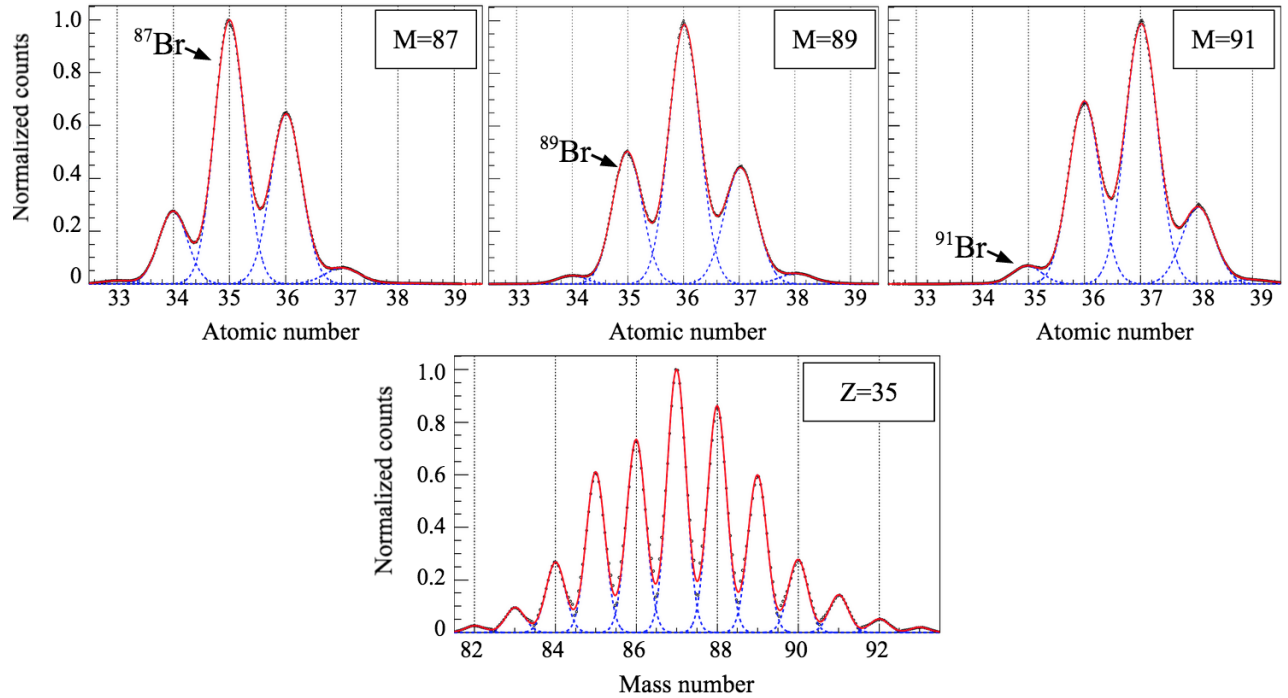 Normalized counts
1.0
0.8
0.6
0.4
0.2
0
87Br
M=87
33 34 35 36 37 38 39
Atomic number
89Br
M=89
33 34 35 36 37 38 39
Atomic number
91Br
M=91
33 34 35 36 37 38 39
Atomic number
Normalized counts
1.0
0.8
0.6
0.4
0.2
0
Z=35
82 84 86 88 90 92
Mass number